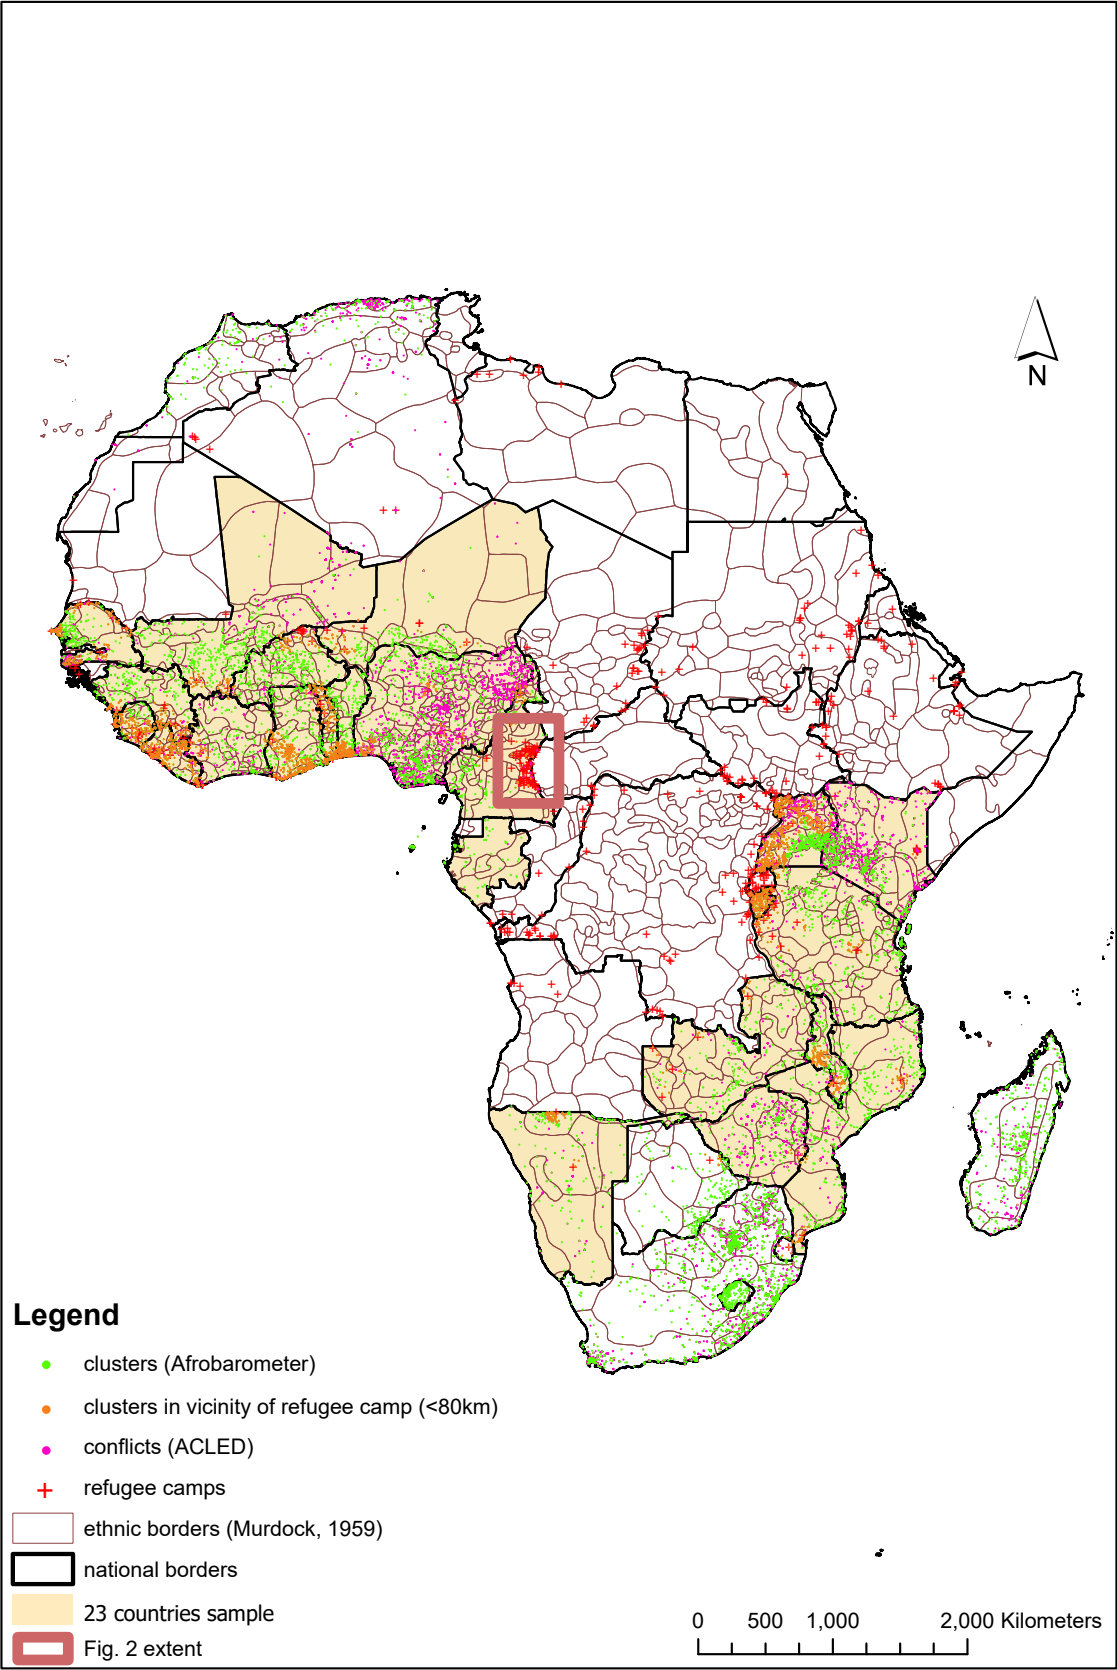 N
Legend
clusters (Afrobarometer)
clusters in vicinity of refugee camp (<80km)
conflicts (ACLED)
refugee camps
ethnic borders (Murdock, 1959)
national borders
23 countries sample
Fig. 2 extent
0 500 1,000 2,000 Kilometers